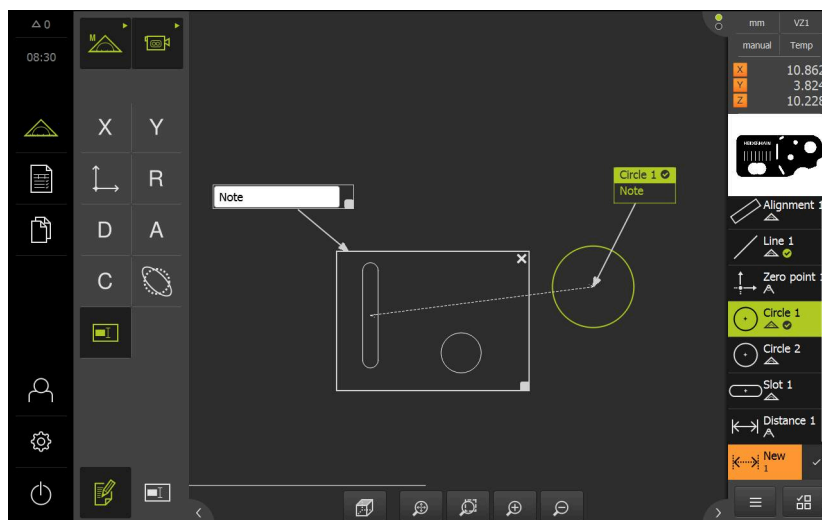 △ 0
08:30
M
X
Y
R
D
A
C
Note
Circle 1
Note
mm
VZ1
manual
Temp
X 10.862
Y 3.824
Z 10.228
HEIDENHAIN
Alignment 1
Line 1
Zero point 1
Circle 1
Circle 2
Slot 1
Distance 1
New
1